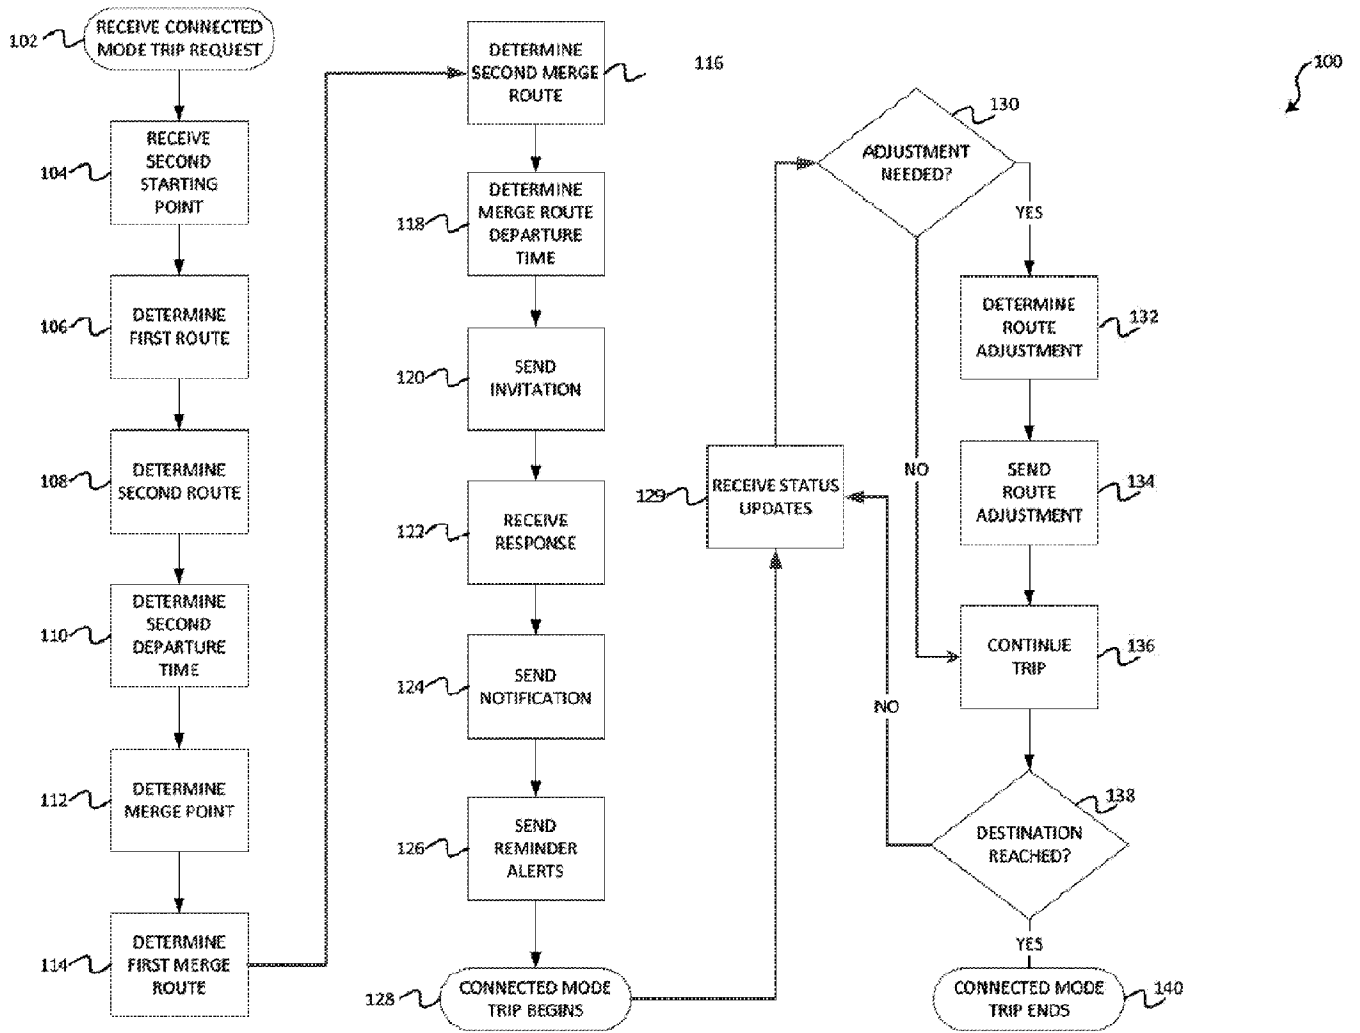 102
RECEIVE CONNECTED
MODE TRIP REQUEST
104
RECEIVE
SECOND
STARTING
POINT
106
DETERMINE
FIRST ROUTE
108
DETERMINE
SECOND ROUTE
110
DETERMINE
SECOND
DEPARTURE
TIME
112
DETERMINE
MERGE POINT
114
DETERMINE
FIRST MERGE
ROUTE
DETERMINE
SECOND MERGE
ROUTE
116
118
DETERMINE
MERGE ROUTE
DEPARTURE
TIME
120
SEND
INVITATION
122
RECEIVE
RESPONSE
124
SEND
NOTIFICATION
126
SEND
REMINDER
ALERTS
128
CONNECTED MODE
TRIP BEGINS
129
RECEIVE STATUS
UPDATES
130
ADJUSTMENT
NEEDED?
YES
NO
DETERMINE
ROUTE
ADJUSTMENT
132
SEND
ROUTE
ADJUSTMENT
134
CONTINUE
TRIP
136
NO
138
DESTINATION
REACHED?
YES
CONNECTED MODE
TRIP ENDS
140
100